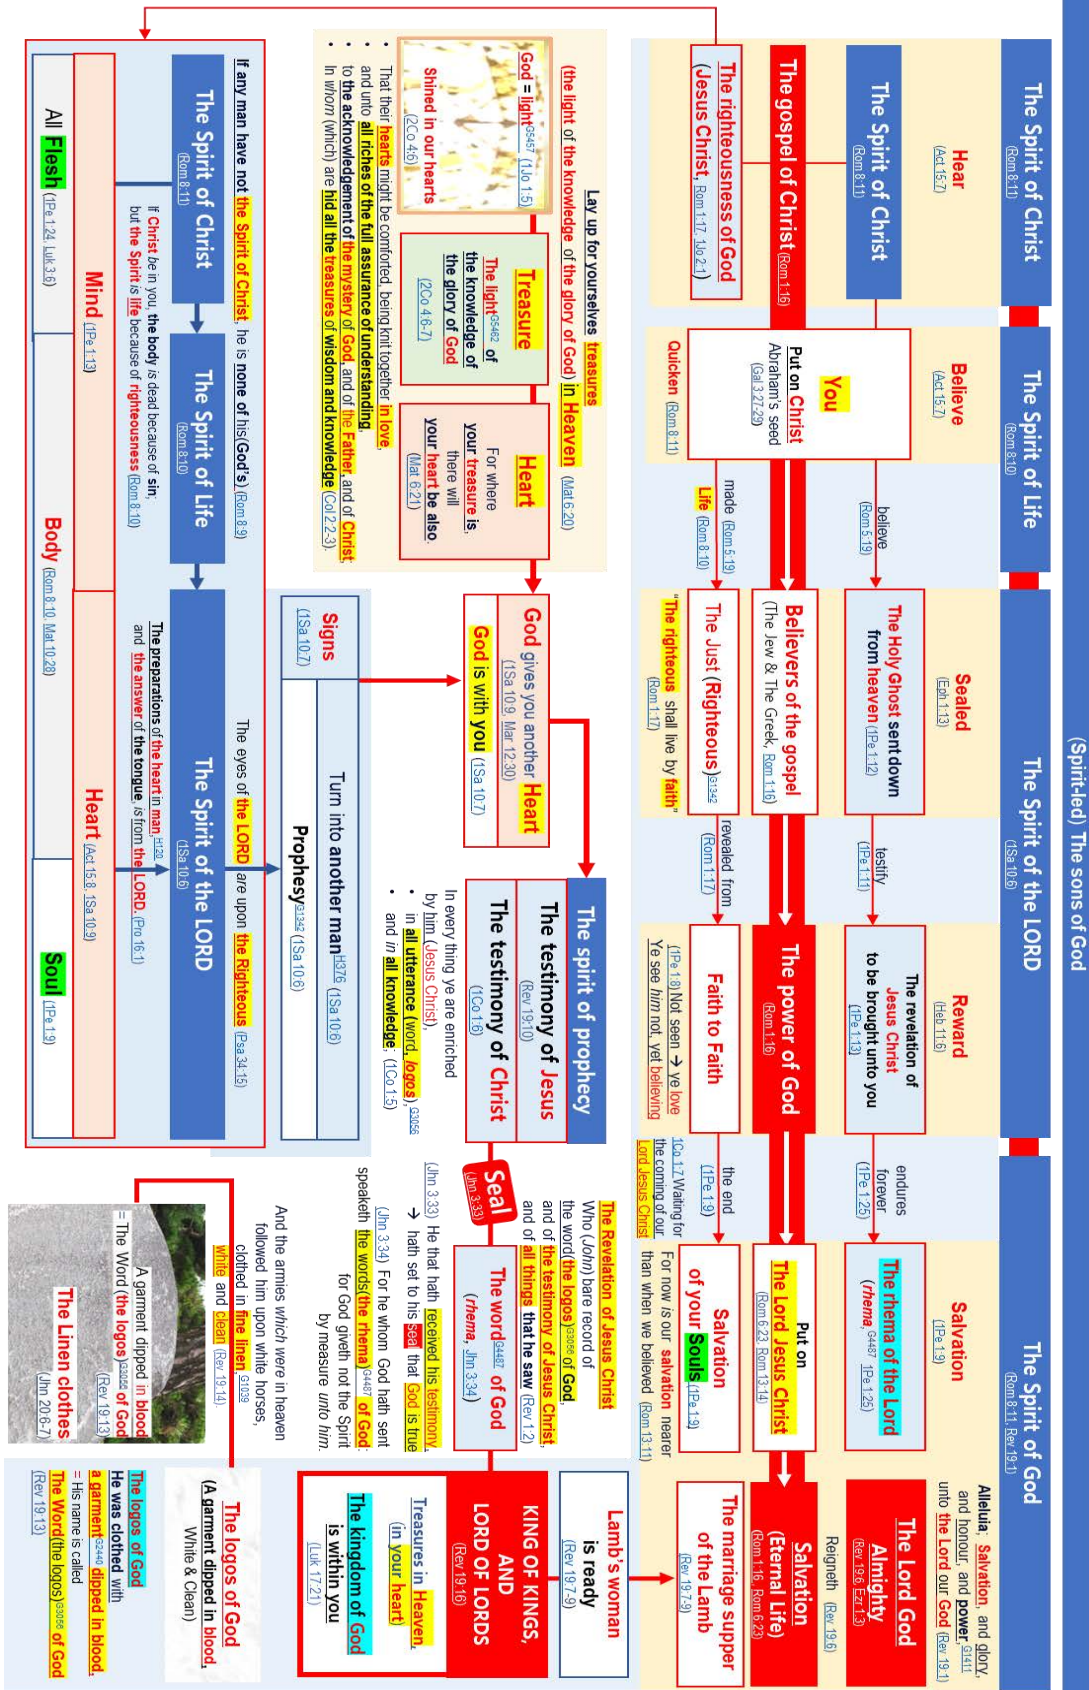 (Spirit-led) The sons of God
The Spirit of Christ
(Rom 8:11)
The Spirit of Life
(Rom 8:10)
The Spirit of the LORD
(1Sa 10:6)
The Spirit of God
(Rom 8:11, Rev 19:1)
Hear
(Act 15:7)
Believe
(Act 15:7)
Sealed
(Eph 1:13)
Reward
(Heb 11:6)
Salvation
(1Pe 1:9)
Alleluia; Salvation, and glory,
and honour, and power,G1411
unto the Lord our God (Rev 19:1)
The Spirit of Christ
(Rom 8:11)
believe
(Rom 5:19)
The Holy Ghost sent down
from heaven (1Pe 1:12)
testify
(1Pe 1:11)
The revelation of
Jesus Christ
to be brought unto you
(1Pe 1:13)
endures
forever
(1Pe 1:25)
The rhema of the Lord
(rhema,G4487 1Pe 1:25)
The Lord God
Almighty
(Rev 19:6, Ezr 1:3)
Reigneth (Rev 19:6)
The gospel of Christ (Rom 1:16)
You
Put on Christ
Abraham's seed
(Gal 3:27-29)
Believers of the gospel
(The Jew & The Greek, Rom 1:16)
The power of God
(Rom 1:16)
Put on
The Lord Jesus Christ
(Rom 6:23, Rom 13:14)
Salvation
(Eternal Life)
(Rom 1:16, Rom 6:23)
The righteousness of God
(Jesus Christ, Rom 1:17, 1Jo 2:1)
Quicken (Rom 8:11)
made (Rom 5:19)
Life (Rom 8:10)
The Just (Righteous)G1342
"The righteous shall live by faith"
(Rom 1:17)
revealed from
(Rom 1:17)
Faith to Faith
(1Pe 1:8)Not seen → ye love
Ye see him not, yet believing
the end
(1Pe 1:9)
1Co 1:7 Waiting for
the coming of our
Lord Jesus Christ
Salvation
of your Souls (1Pe 1:9)
For now is our salvation nearer
than when we believed (Rom 13:11)
The marriage supper
of the Lamb
(Rev 19:7-9)
Lay up for yourselves treasures
(the light of the knowledge of the glory of God) in Heaven (Mat 6:20)
God = lightG5457 (1Jo 1:5)
Shined in our hearts
(2Co 4:6)
Treasure
The lightG5462 of
the knowledge of
the glory of God
(2Co 4:6-7)
Heart
For where
your treasure is,
there will
your heart be also.
(Mat 6:21)
• That their hearts might be comforted, being knit together in love,
• and unto all riches of the full assurance of understanding,
to the acknowledgement of the mystery of God, and of the Father, and of Christ;
• In whom (which) are hid all the treasures of wisdom and knowledge (Col 2:2-3).
God gives you another Heart
(1Sa 10:9, Mar 12:30)
God is with you (1Sa 10:7)
The spirit of prophecy
The testimony of Jesus
(Rev 19:10)
The testimony of Christ
(1Co 1:6)
In every thing ye are enriched
by him (Jesus Christ),
• in all utterance (word, logos),G3056
• and in all knowledge; (1Co 1:5)
Seal
(Jhn 3:33)
The Revelation of Jesus Christ
Who (John) bare record of
the word(the logos)G3056 of God,
and of the testimony of Jesus Christ,
and of all things that he saw (Rev 1:2)
The wordG4487 of God
(rhema, Jhn 3:34)
(Jhn 3:33) He that hath received his testimony
→ hath set to his seal that God is true
(Jhn 3:34) For he whom God hath sent
speaketh the words(the rhema)G4487 of God:
for God giveth not the Spirit
by measure unto him.
Lamb's woman
is ready
(Rev 19:7-9)
KING OF KINGS,
AND
LORD OF LORDS
(Rev 19:16)
Treasures in Heaven,
(in your heart)
The kingdom of God
is within you
(Luk 17:21)
Signs
(1Sa 10:7)
Turn into another manH376 (1Sa 10:6)
ProphesyG1342 (1Sa 10:6)
If any man have not the Spirit of Christ, he is none of his(God's) (Rom 8:9)
The eyes of the LORD are upon the Righteous (Psa 34:15)
The Spirit of Christ
(Rom 8:11)
The Spirit of Life
(Rom 8:10)
The Spirit of the LORD
(1Sa 10:6)
If Christ be in you, the body is dead because of sin;
but the Spirit is life because of righteousness (Rom 8:10)
The preparations of the heart in man,H120
and the answer of the tongue, is from the LORD. (Pro 16:1)
Mind (1Pe 1:13)
Heart (Act 15:8, 1Sa 10:9)
All Flesh (1Pe 1:24, Luk 3:6)
Body (Rom 8:10, Mat 10:28)
Soul (1Pe 1:9)
And the armies which were in heaven
followed him upon white horses,
clothed in fine linen,G1039
white and clean (Rev 19:14).
A garment dipped in blood
= The Word (the logos)G3056 of God
(Rev 19:13)
The Linen clothes
(Jhn 20:6-7)
The logos of God
(A garment dipped in blood,
White & Clean)
The logos of God
He was clothed with
a garmentG2440 dipped in blood,
= His name is called
The Word(the logos)G3056 of God
(Rev 19:13)